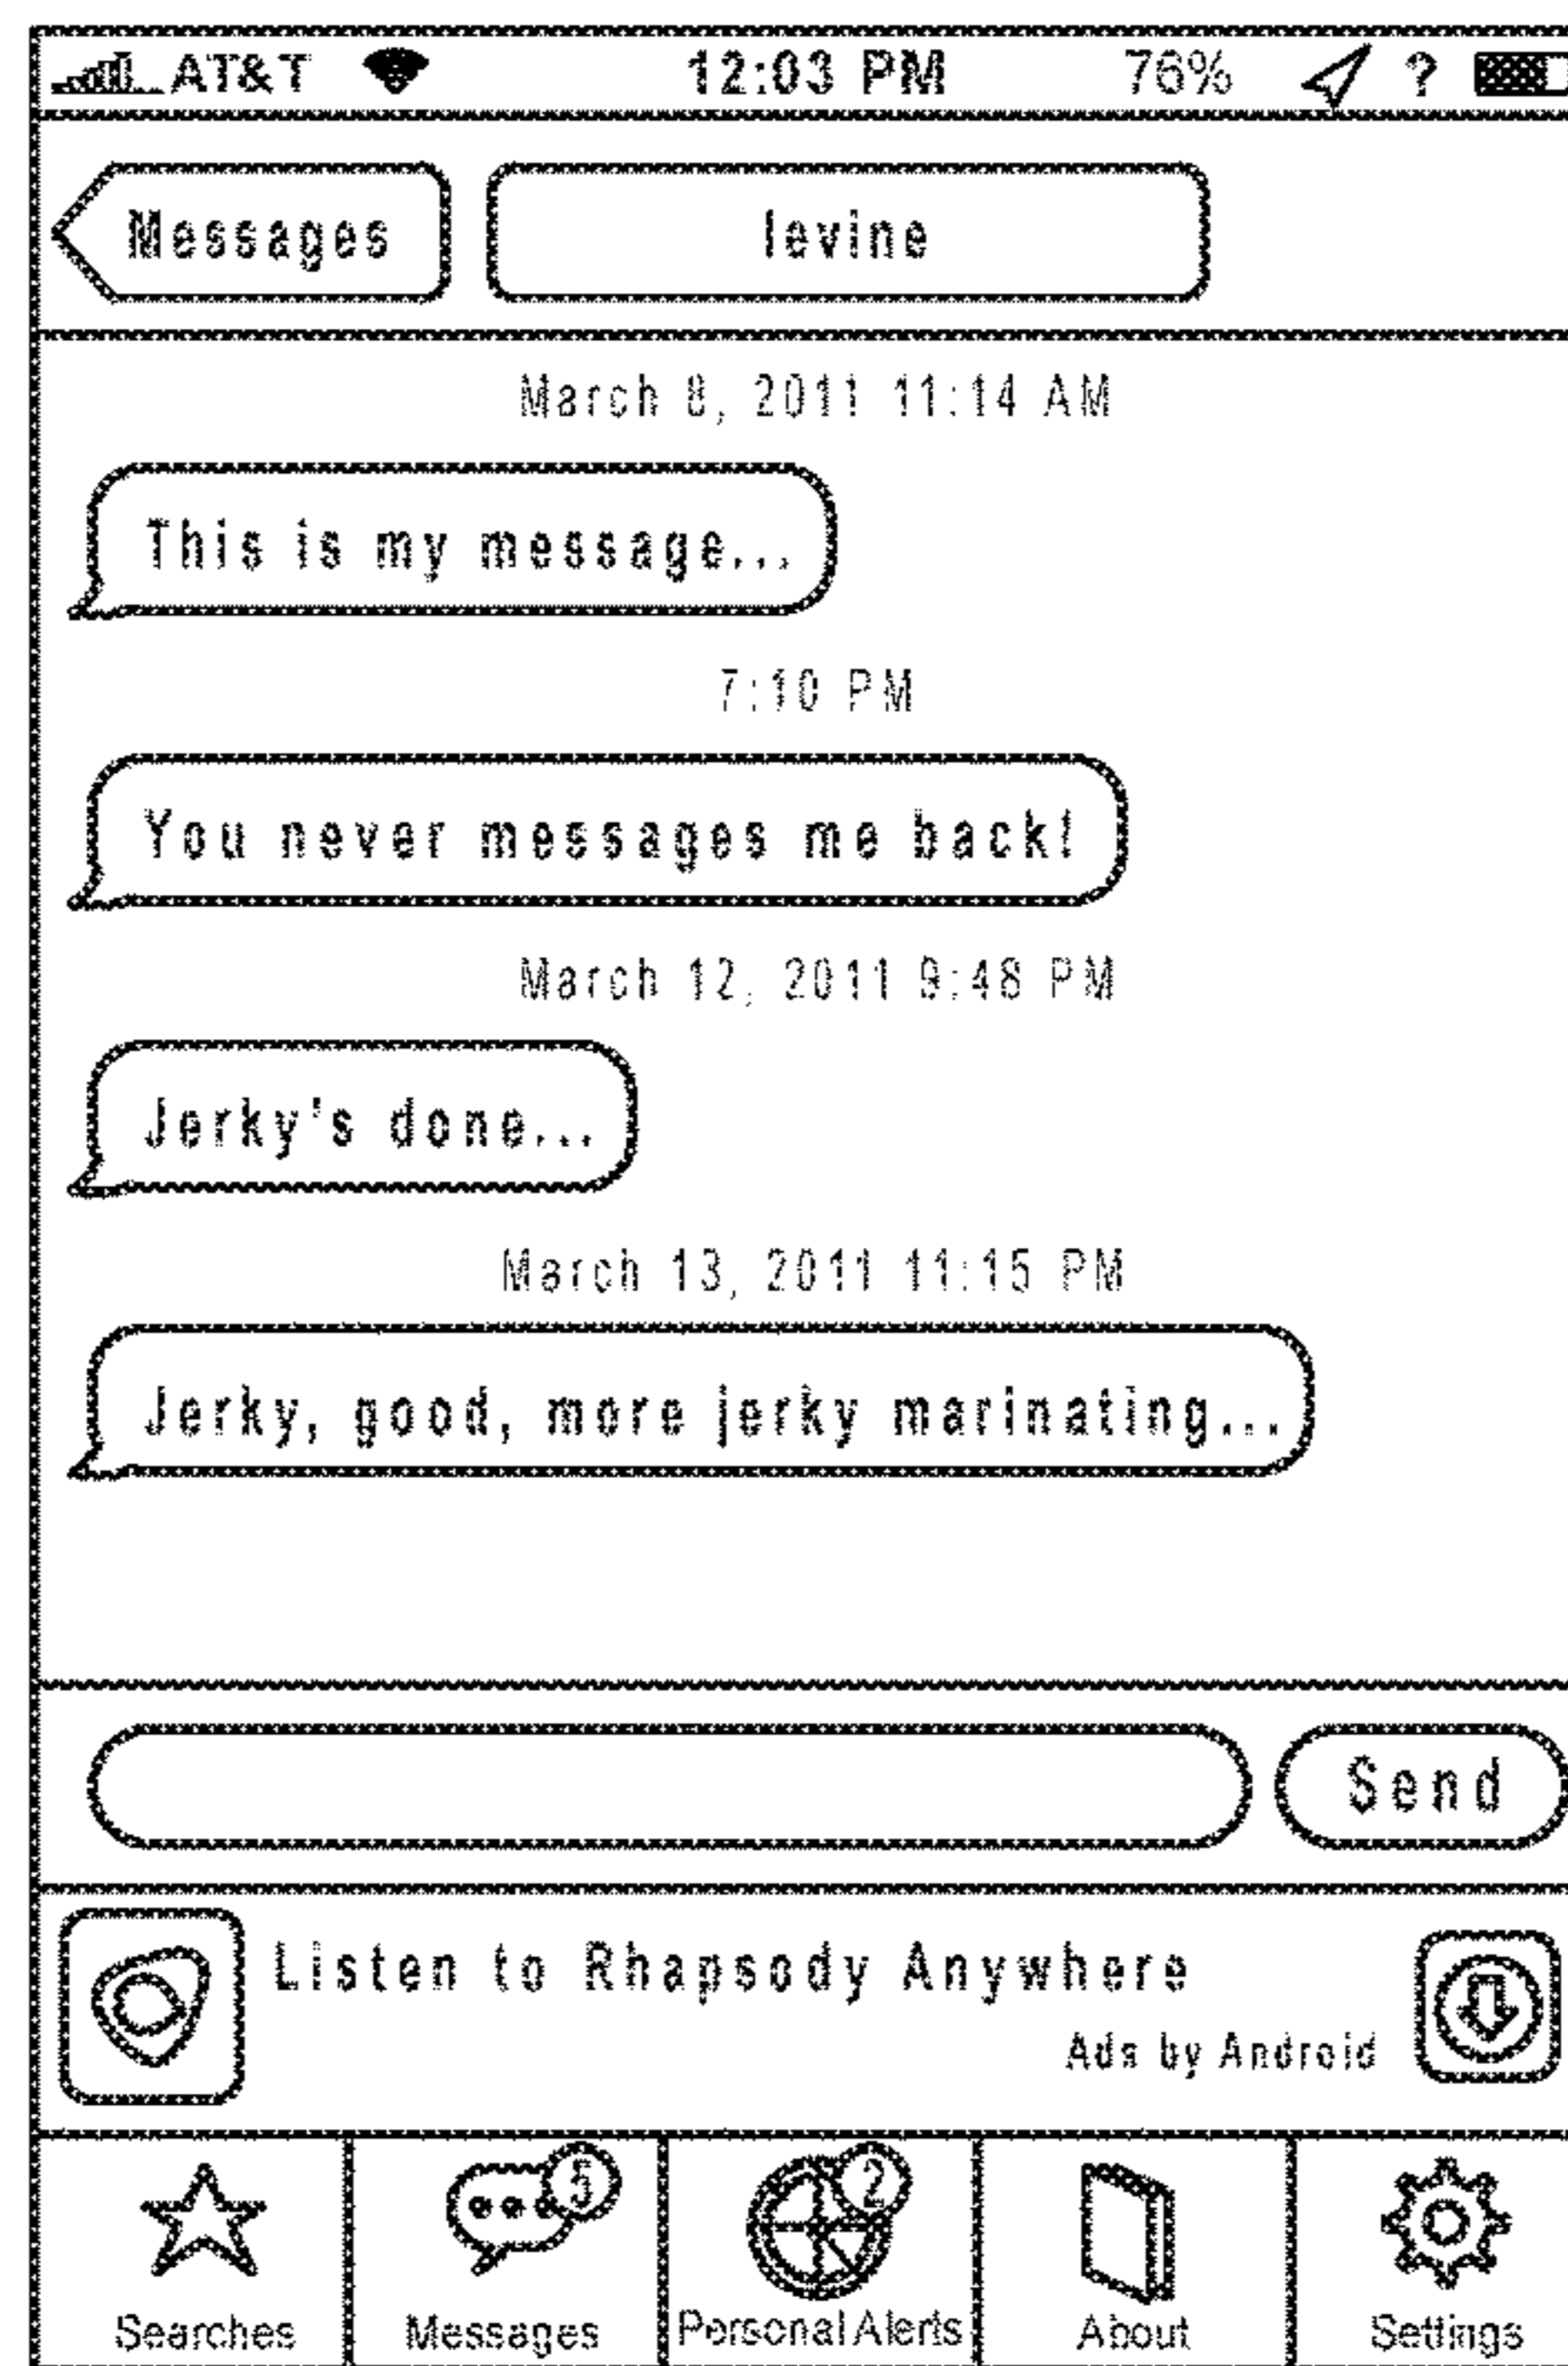 AT&T 12:03 PM 76% ?
Messages levine
March 8, 2011 11:14 AM
This is my message...
7:10 PM
You never messages me back!
March 12, 2011 9:48 PM
Jerky's done...
March 13, 2011 11:15 PM
Jerky, good, more jerky marinating...
Send
Listen to Rhapsody Anywhere
Ads by Android
5 2
Searches Messages Personal Alerts About Settings